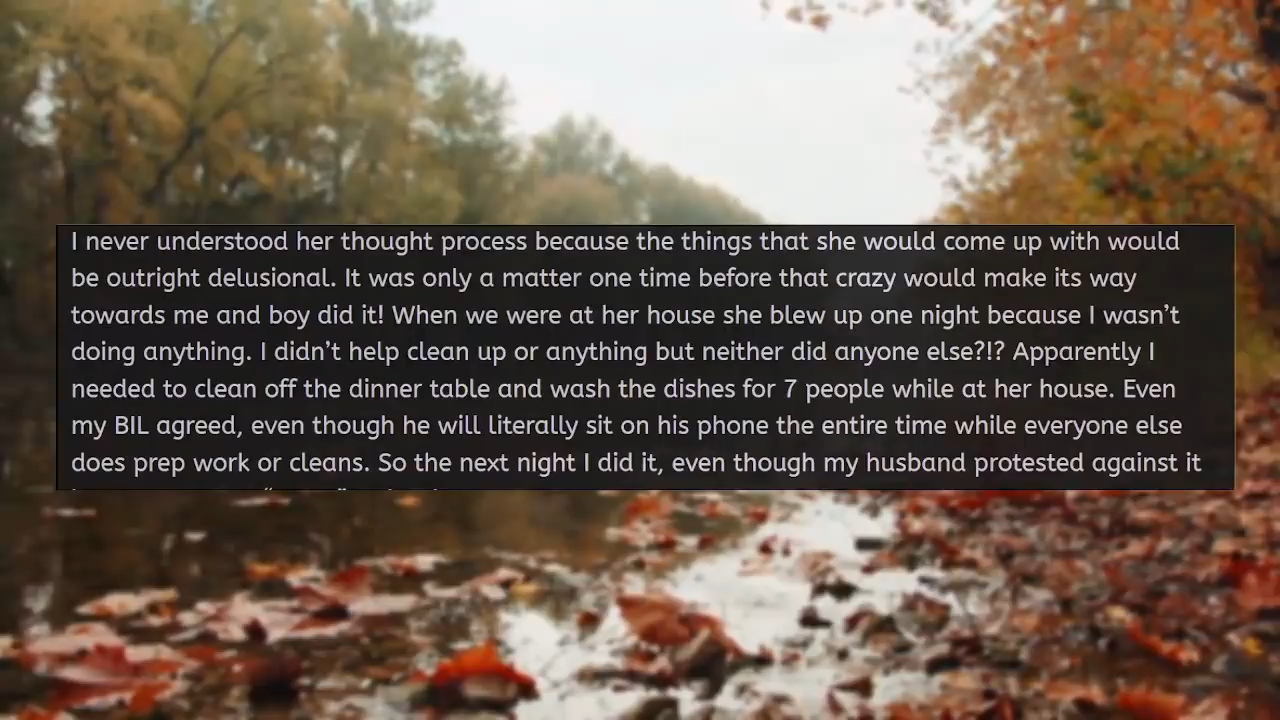 I never understood her thought process because the things that she would come up with would
be outright delusional. It was only a matter one time before that crazy would make its way
towards me and boy did it! When we were at her house she blew up one night because I wasn’t
doing anything. I didn’t help clean up or anything but neither did anyone else?!? Apparently I
needed to clean off the dinner table and wash the dishes for 7 people while at her house. Even
my BIL agreed, even though he will literally sit on his phone the entire time while everyone else
does prep work or cleans. So the next night I did it, even though my husband protested against it